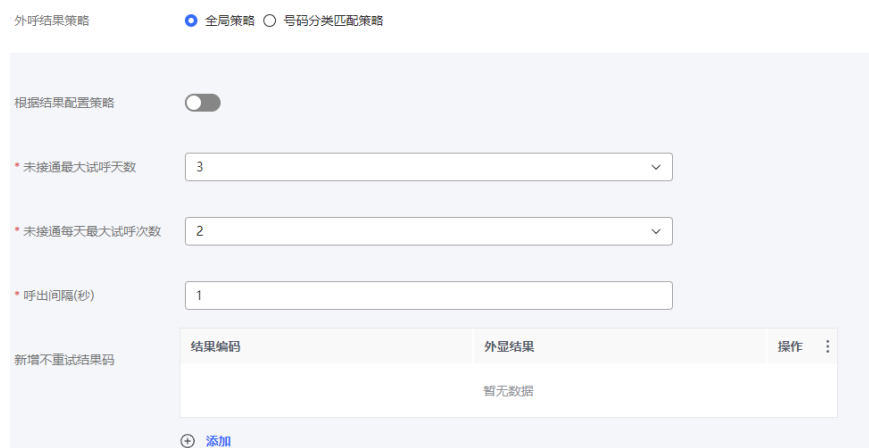 外呼结果策略 全局策略 号码分类匹配策略
根据结果配置策略
* 未接通最大试呼天数 3
* 未接通每天最大试呼次数 2
* 呼出间隔(秒) 1
新增不重试结果码
结果编码 外显结果 操作
暂无数据
添加